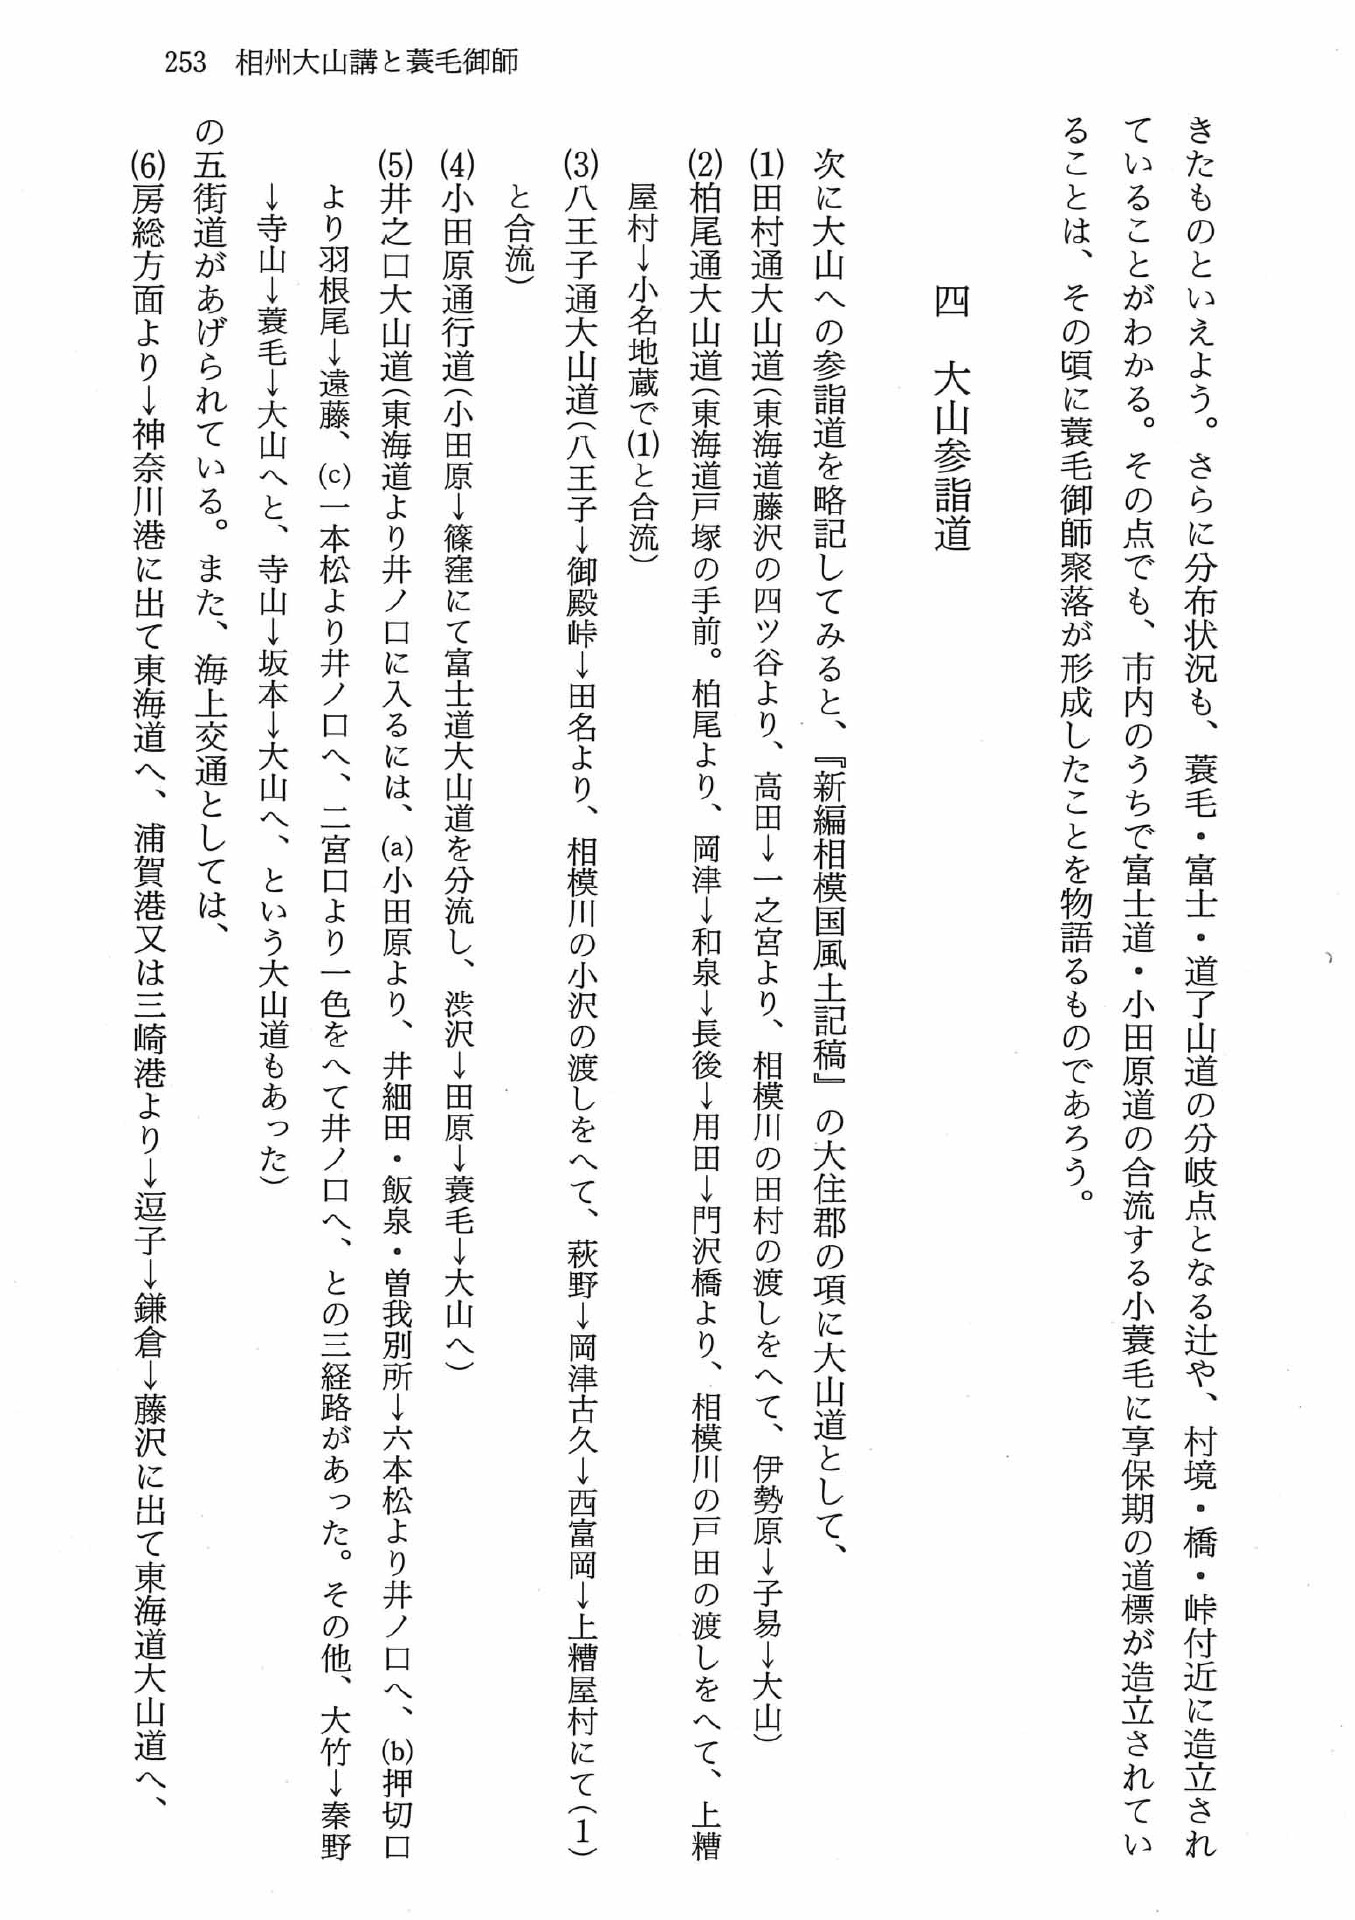 253　相州大山講と蓑毛御師
きたものといえよう。さらに分布状況も、蓑毛・富士・道了山道の分岐点となる辻や、村境・橋・峠付近に造立され
ていることがわかる。その点でも、市内のうちで富士道・小田原道の合流する小蓑毛に享保期の道標が造立されてい
ることは、その頃に蓑毛御師聚落が形成したことを物語るものであろう。
四　大山参詣道
次に大山への参詣道を略記してみると、『新編相模国風土記稿』の大住郡の項に大山道として、
(1)田村通大山道(東海道藤沢の四ツ谷より、高田→一之宮より、相模川の田村の渡しをへて、伊勢原→子易→大山)
(2)柏尾通大山道(東海道戸塚の手前。柏尾より、岡津→和泉→長後→用田→門沢橋より、相模川の戸田の渡しをへて、上糟
屋村→小名地蔵で(1)と合流)
(3)八王子通大山道(八王子→御殿峠→田名より、相模川の小沢の渡しをへて、萩野→岡津古久→西富岡→上糟屋村にて(1)
と合流)
(4)小田原通行道(小田原→篠窪にて富士道大山道を分流し、渋沢→田原→蓑毛→大山へ)
(5)井之口大山道(東海道より井ノ口に入るには、(a)小田原より、井細田・飯泉・曽我別所→六本松より井ノ口へ、(b)押切口
より羽根尾→遠藤、(c)一本松より井ノ口へ、二宮口より一色をへて井ノ口へ、との三経路があった。その他、大竹→秦野
→寺山→蓑毛→大山へと、寺山→坂本→大山へ、という大山道もあった)
の五街道があげられている。また、海上交通としては、
(6)房総方面より→神奈川港に出て東海道へ、浦賀港又は三崎港より→逗子→鎌倉→藤沢に出て東海道大山道へ、